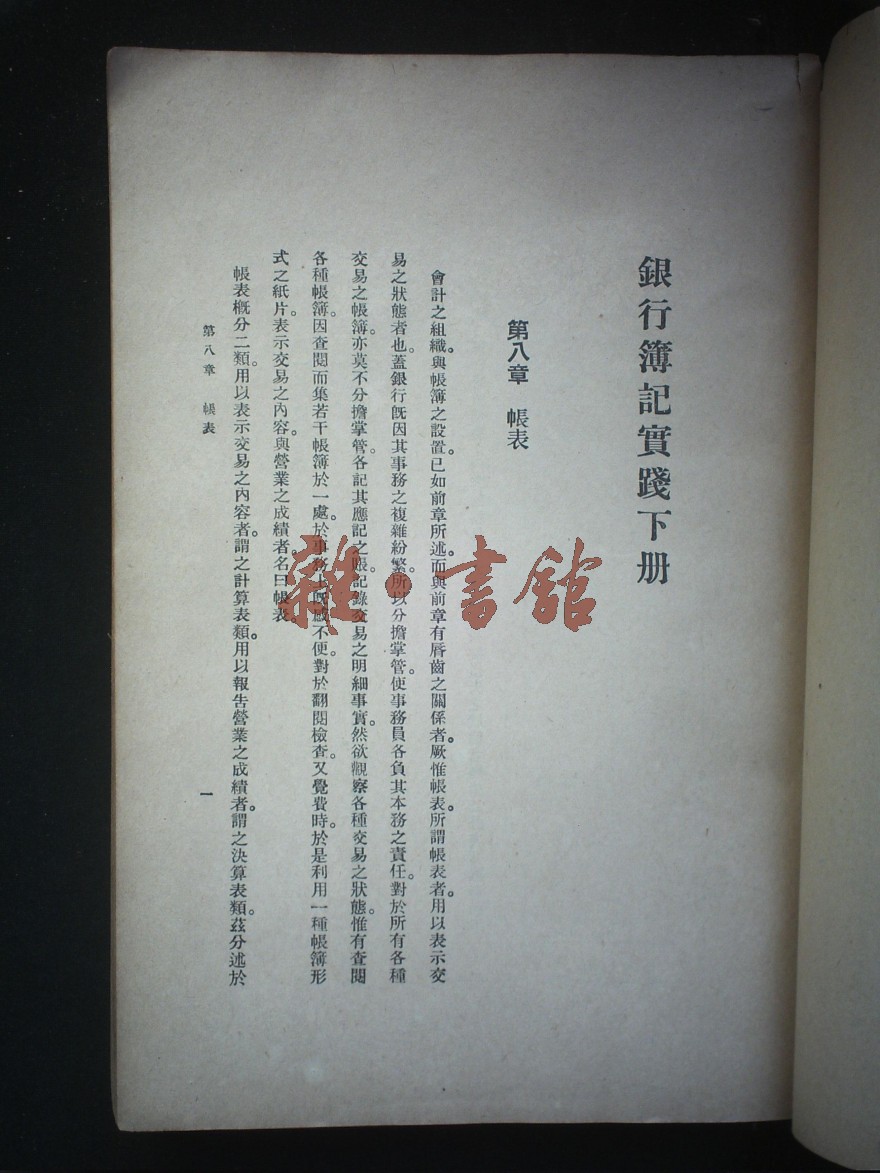 銀行簿記實踐下册
第八章 帳表
會計之組織。與帳簿之設置。已如前章所述。而與前章有唇齒之關係者。厥惟帳表。所謂帳表者。用以表示交
易之狀態者也。蓋銀行既因其事務之複雜紛繁。所以分擔掌管。使事務員各負其本務之責任。對於所有各種
交易之帳簿。亦莫不分擔掌管。各記其應記之賬。記錄交易之明細事實。然欲觀察各種交易之狀態。惟有查閱
各種帳簿。因查閱而集若干帳簿於一處。於事務上既感不便。對於翻閱檢查。又覺費時。於是利用一種帳簿形
式之紙片。表示交易之內容。與營業之成績者。名曰帳表。
帳表概分二類。用以表示交易之內容者。謂之計算表類。用以報告營業之成績者。謂之決算表類。茲分述於
第八章 帳表
一
雜·書館